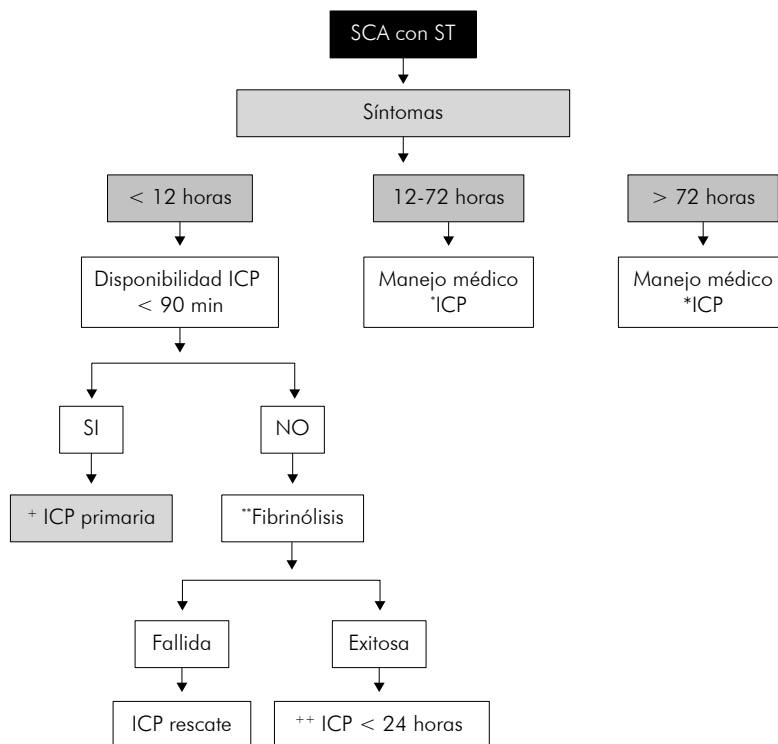 SCA con ST
Síntomas
< 12 horas
12-72 horas
> 72 horas
Disponibilidad ICP
< 90 min
Manejo médico
*ICP
Manejo médico
*ICP
SI
NO
+ ICP primaria
**Fibrinólisis
Fallida
Exitosa
ICP rescate
++ ICP < 24 horas